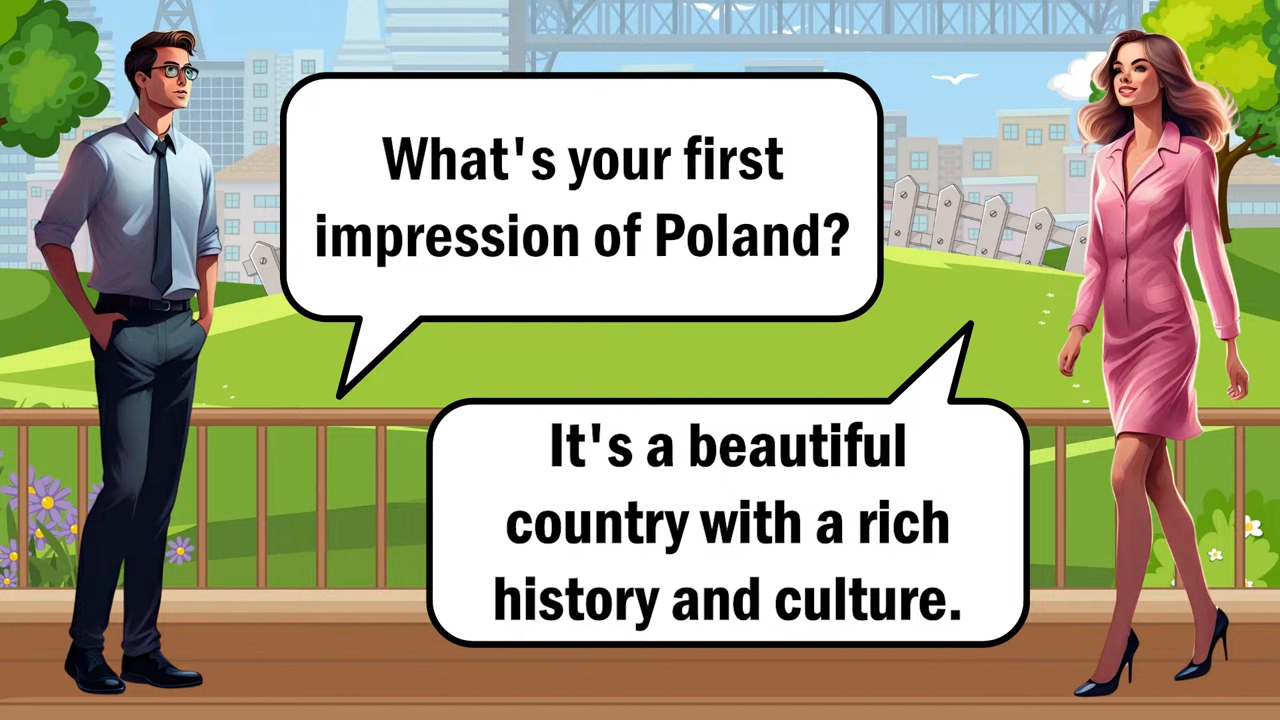 What's your first
impression of Poland?
It's a beautiful
country with a rich
history and culture.